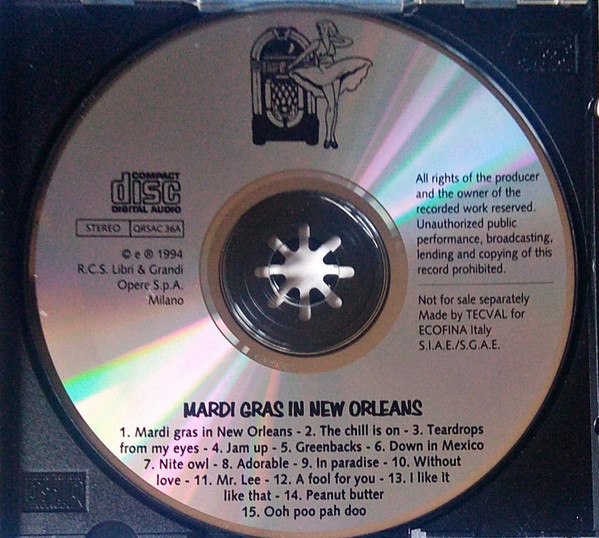 COMPACT
disc
DIGITAL AUDIO
STEREO QRSAC 36A
© e ℗ 1994
R.C.S. Libri & Grandi
Opere S.p.A.
Milano
All rights of the producer
and the owner of the
recorded work reserved.
Unauthorized public
performance, broadcasting,
lending and copying of this
record prohibited.
Not for sale separately
Made by TECVAL for
ECOFINA Italy
S.I.A.E./S.G.A.E.
MARDI GRAS IN NEW ORLEANS
1. Mardi gras in New Orleans - 2. The chill is on - 3. Teardrops
from my eyes - 4. Jam up - 5. Greenbacks - 6. Down in Mexico
7. Nite owl - 8. Adorable - 9. In paradise - 10. Without
love - 11. Mr. Lee - 12. A fool for you - 13. I like it
like that - 14. Peanut butter
15. Ooh poo pah doo